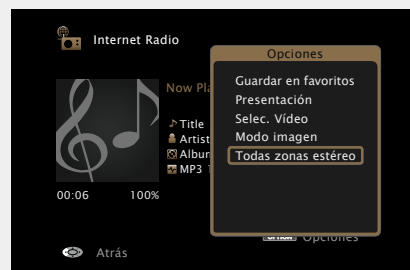 Internet Radio
Now Pla
Title
Artist
Album
MP3
00:06 100%
Opciones
Guardar en favoritos
Presentación
Selec. Vídeo
Modo imagen
Todas zonas estéreo
Opciones
Atrás